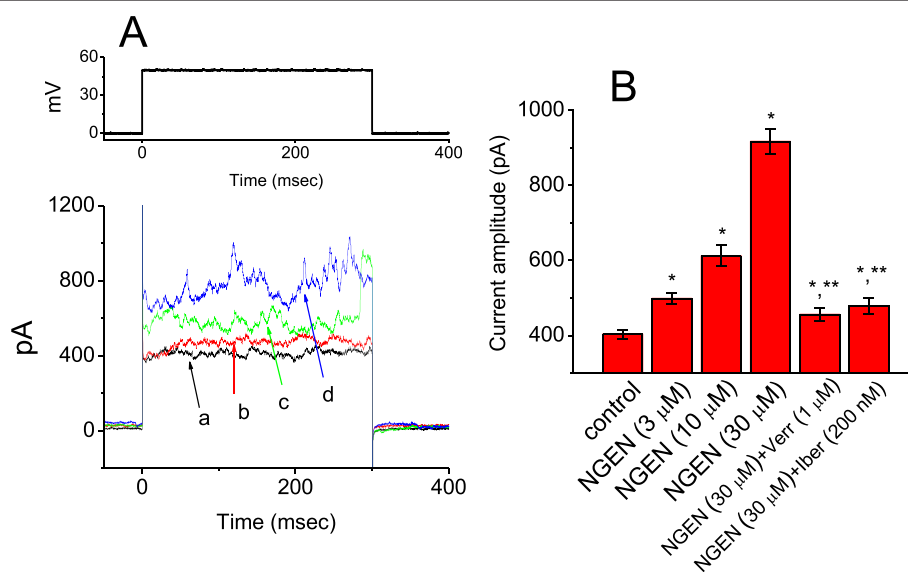 A
60
30
0
mV
0
200
400
Time (msec)
1200
800
400
0
pA
a
b
c
d
0
200
400
Time (msec)
B
1000
800
600
400
Current amplitude (pA)
*
*
*
*,**
*,**
control
NGEN (3 μM)
NGEN (10 μM)
NGEN (30 μM)
NGEN (30 μM)+Verr (1 μM)
NGEN (30 μM)+Iber (200 nM)